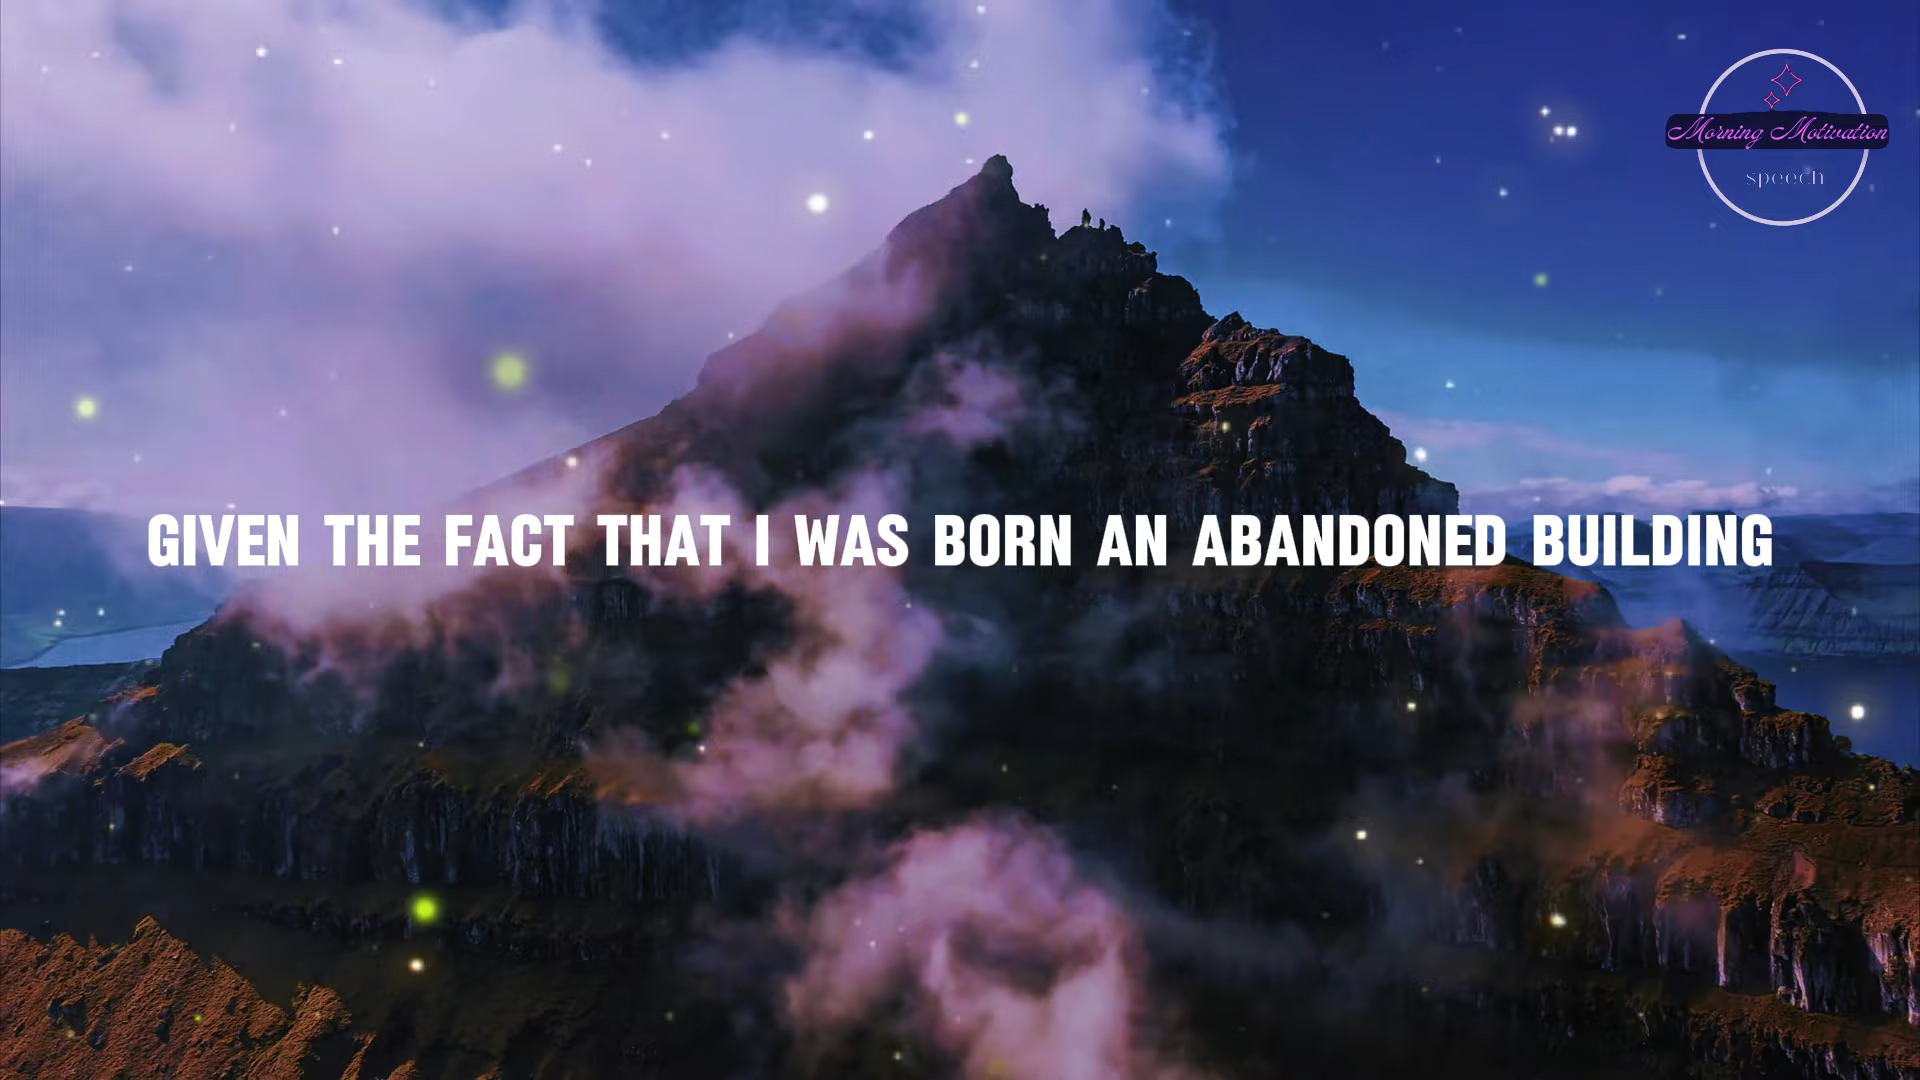 Morning Motivation
speech
GIVEN THE FACT THAT I WAS BORN AN ABANDONED BUILDING